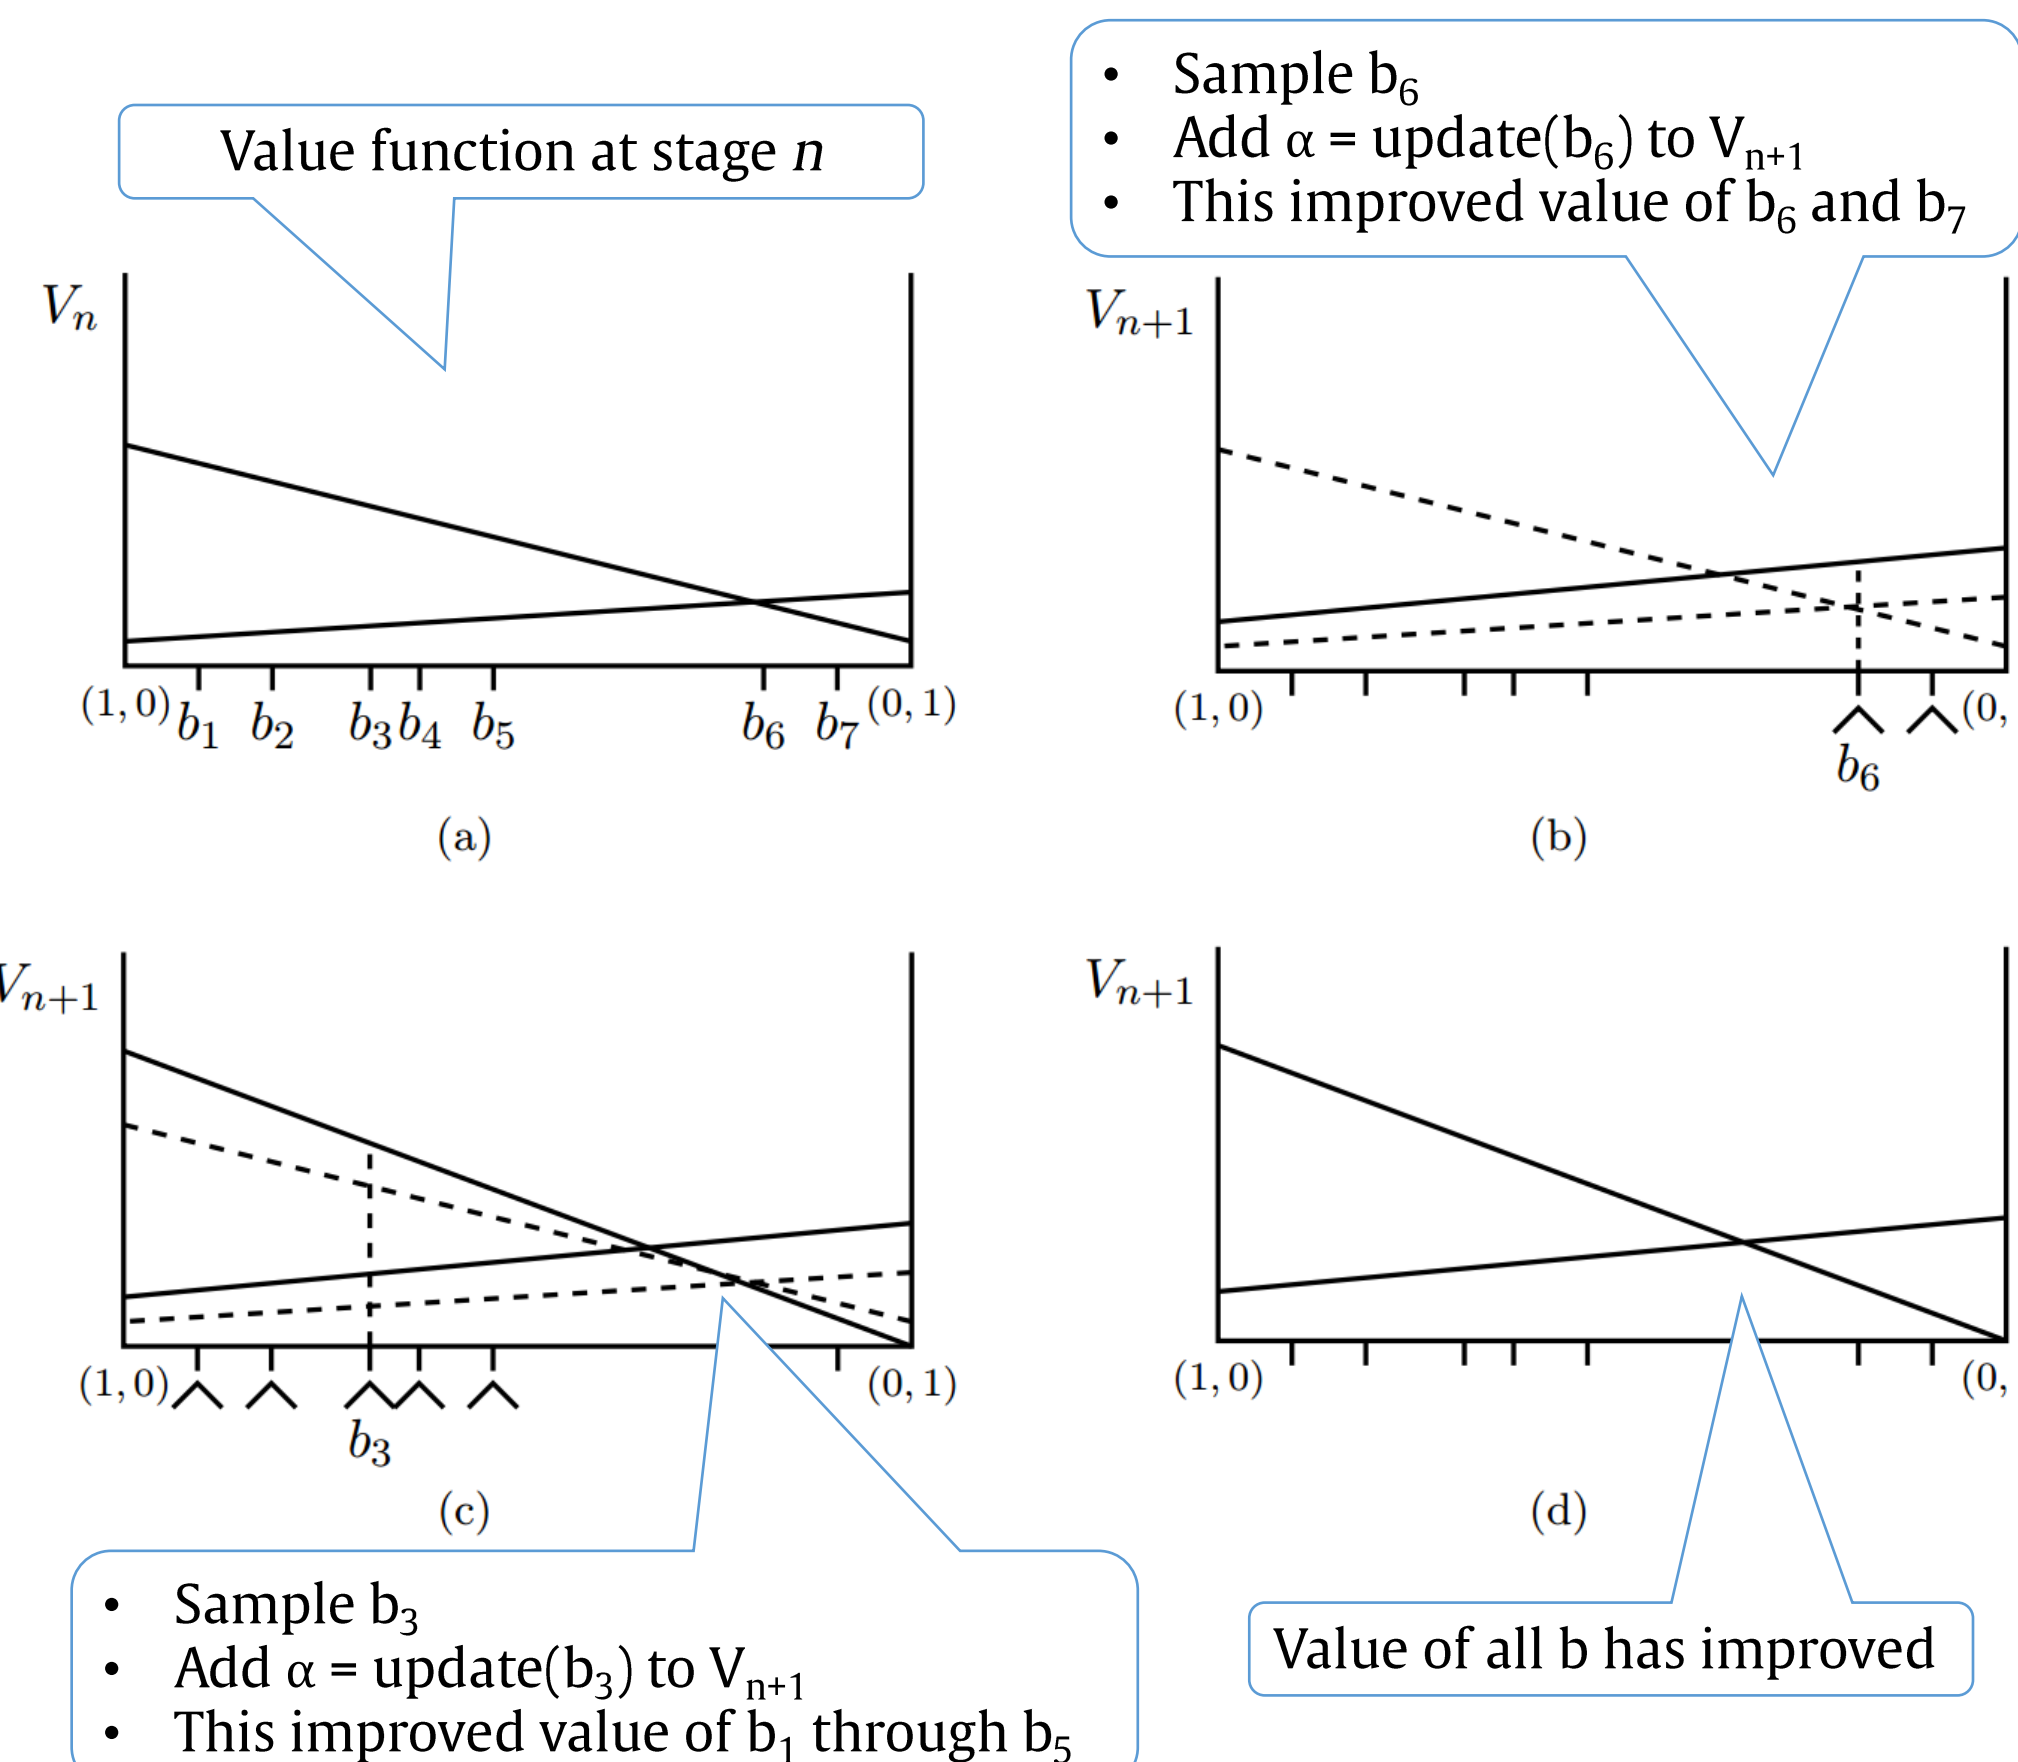 Value function at stage n
• Sample b6
• Add α = update(b6) to Vn+1
• This improved value of b6 and b7
Vn
(1, 0) b1 b2 b3 b4 b5 b6 b7 (0, 1)
(a)
Vn+1
(1, 0) (0,
b6
(b)
Vn+1
(1, 0) (0, 1)
b3
(c)
Vn+1
(1, 0) (0,
(d)
• Sample b3
• Add α = update(b3) to Vn+1
• This improved value of b1 through b5
Value of all b has improved